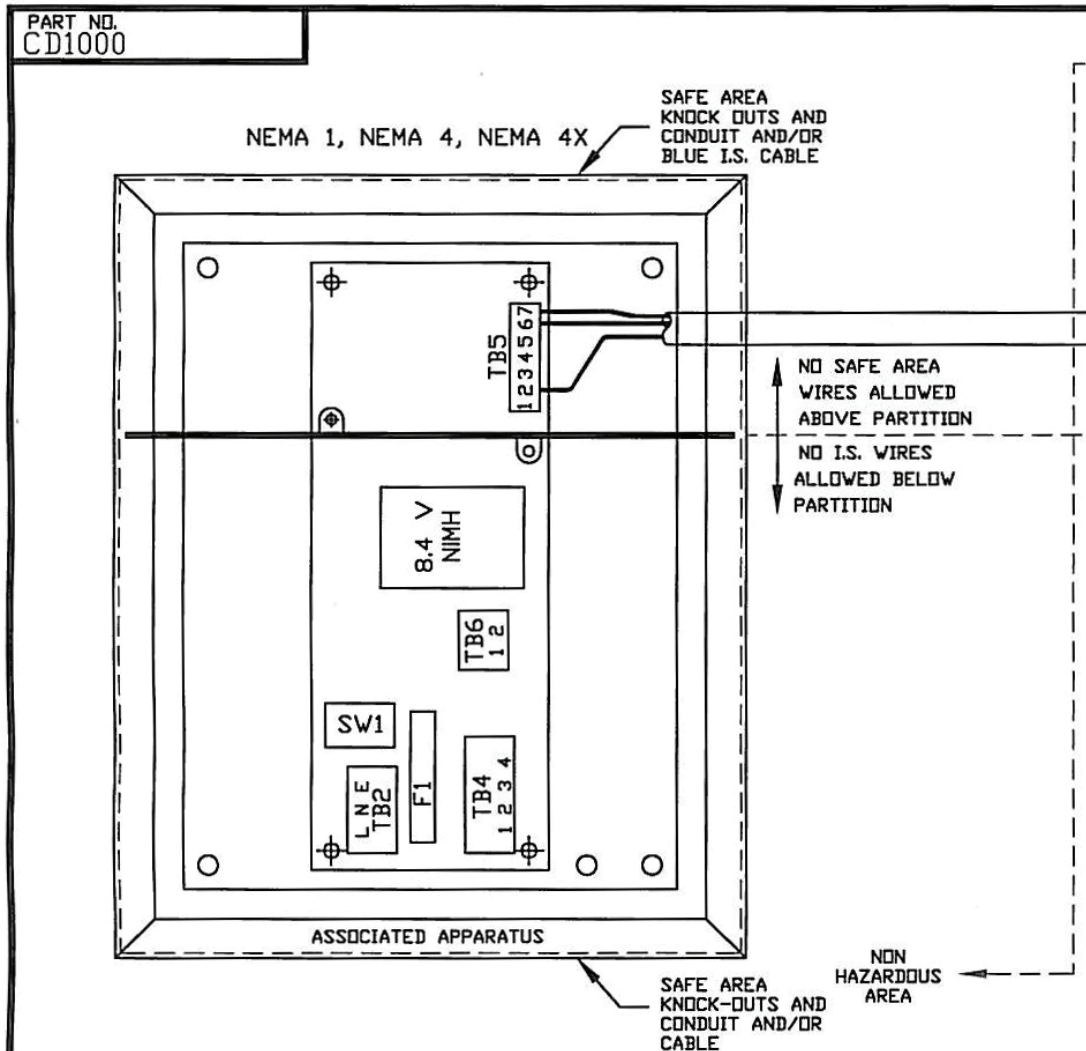 PART NO.
CD1000
NEMA 1, NEMA 4, NEMA 4X
SAFE AREA
KNOCK OUTS AND
CONDUIT AND/OR
BLUE I.S. CABLE
TB5
1 2 3 4 5 6 7
NO SAFE AREA
WIRES ALLOWED
ABOVE PARTITION
NO I.S. WIRES
ALLOWED BELOW
PARTITION
8.4 V
NIMH
TB6
1 2
SW1
L N E
TB2
F1
TB4
1 2 3 4
ASSOCIATED APPARATUS
NON
HAZARDOUS
AREA
SAFE AREA
KNOCK-OUTS AND
CONDUIT AND/OR
CABLE